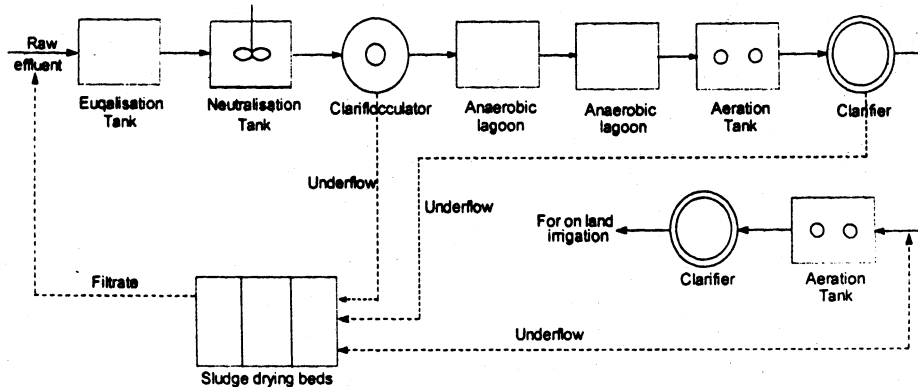 Raw
effluent
Euqalisation
Tank
Neutralisation
Tank
Clariflocculator
Anaerobic
lagoon
Anaerobic
lagoon
Aeration
Tank
Clarifier
Underflow
Underflow
For on land
irrigation
Clarifier
Aeration
Tank
Filtrate
Underflow
Sludge drying beds